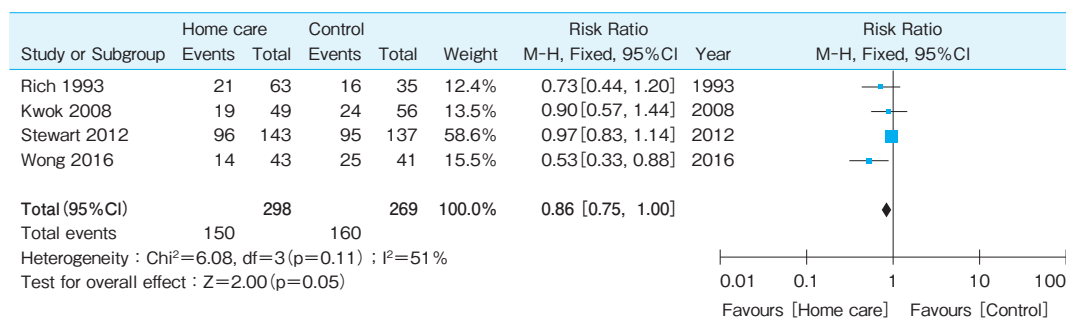 Home care Control Risk Ratio Risk Ratio
Study or Subgroup Events Total Events Total Weight M-H, Fixed, 95%CI Year M-H, Fixed, 95%CI
Rich 1993 21 63 16 35 12.4% 0.73[0.44, 1.20] 1993
Kwok 2008 19 49 24 56 13.5% 0.90[0.57, 1.44] 2008
Stewart 2012 96 143 95 137 58.6% 0.97[0.83, 1.14] 2012
Wong 2016 14 43 25 41 15.5% 0.53[0.33, 0.88] 2016
Total(95%CI) 298 269 100.0% 0.86 [0.75, 1.00]
Total events 150 160
Heterogeneity：Chi²=6.08, df=3(p=0.11)；I²=51%
Test for overall effect：Z=2.00(p=0.05)
0.01 0.1 1 10 100
Favours [Home care] Favours [Control]